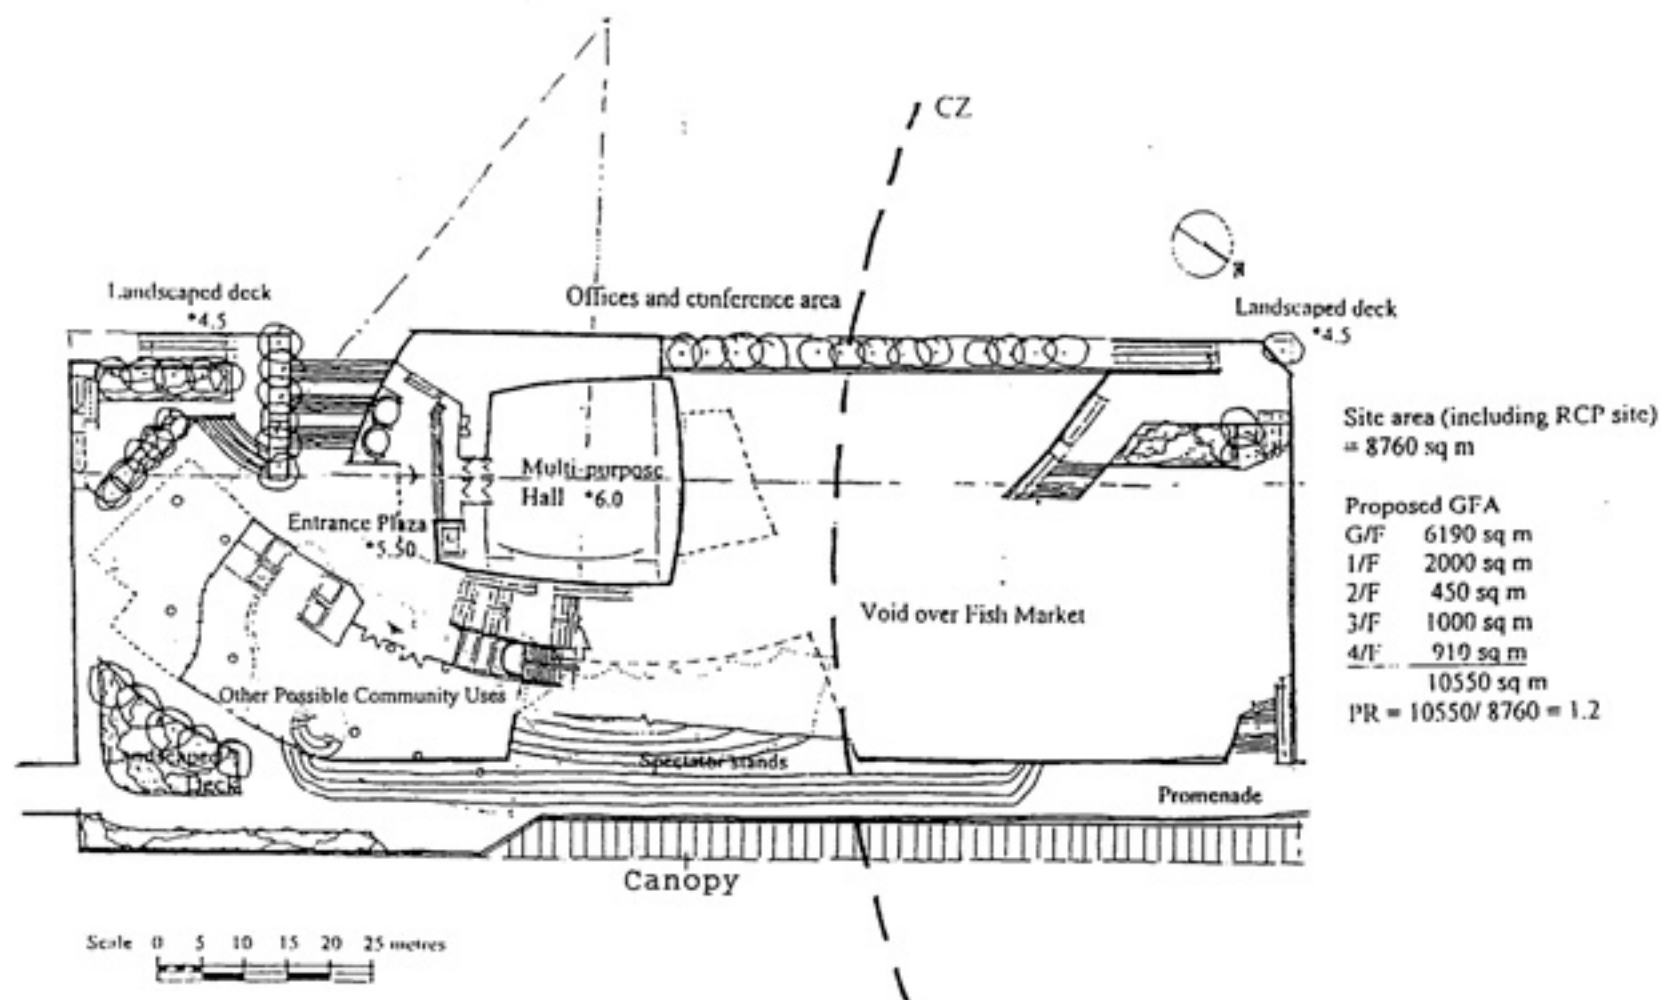 CZ
Landscaped deck
*4.5
Offices and conference area
Landscaped deck
*4.5
Site area (including RCP site)
= 8760 sq m
Multi-purpose
Hall *6.0
Entrance Plaza
*5.50
Proposed GFA
G/F 6190 sq m
1/F 2000 sq m
2/F 450 sq m
3/F 1000 sq m
4/F 910 sq m
10550 sq m
PR = 10550/ 8760 = 1.2
Void over Fish Market
Other Possible Community Uses
Landscaped
Deck
Spectator stands
Promenade
Canopy
Scale 0 5 10 15 20 25 metres